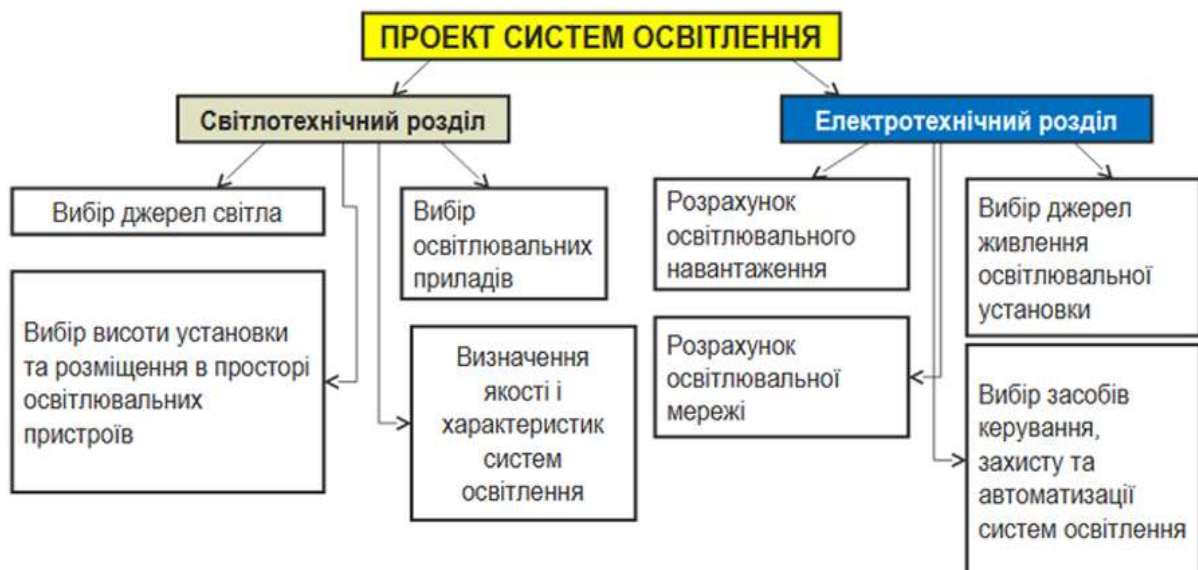 ПРОЕКТ СИСТЕМ ОСВІТЛЕННЯ
Світлотехнічний розділ
Електротехнічний розділ
Вибір джерел світла
Вибір
освітлювальних
приладів
Вибір висоти установки
та розміщення в просторі
освітлювальних
пристроїв
Визначення
якості і
характеристик
систем
освітлення
Розрахунок
освітлювального
навантаження
Вибір джерел
живлення
освітлювальної
установки
Розрахунок
освітлювальної
мережі
Вибір засобів
керування,
захисту та
автоматизації
систем освітлення